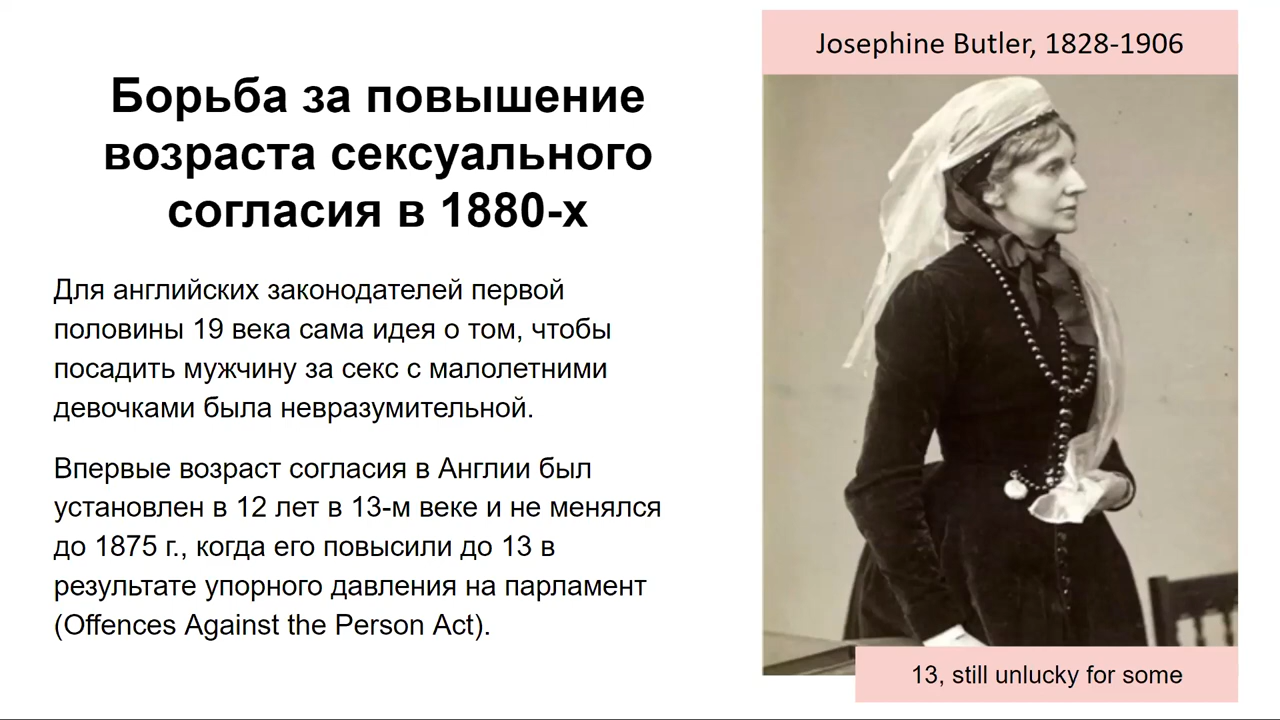 Борьба за повышение
возраста сексуального
согласия в 1880-х
Для английских законодателей первой
половины 19 века сама идея о том, чтобы
посадить мужчину за секс с малолетними
девочками была невразумительной.
Впервые возраст согласия в Англии был
установлен в 12 лет в 13-м веке и не менялся
до 1875 г., когда его повысили до 13 в
результате упорного давления на парламент
(Offences Against the Person Act).
Josephine Butler, 1828-1906
13, still unlucky for some